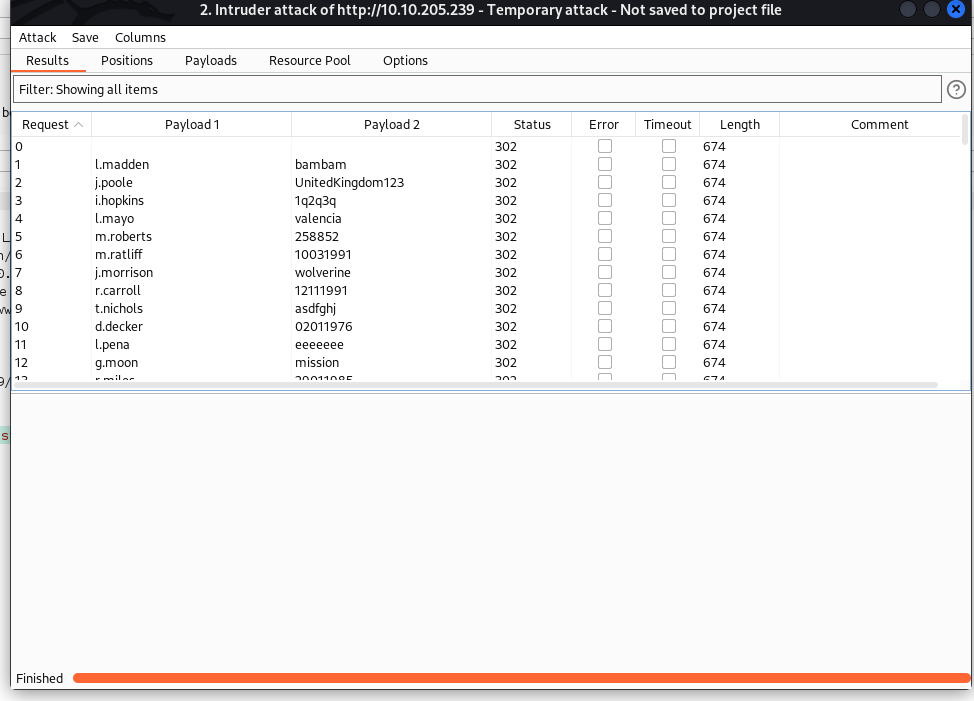 2. Intruder attack of http://10.10.205.239 - Temporary attack - Not saved to project file
Attack Save Columns
Results Positions Payloads Resource Pool Options
Filter: Showing all items
?
Request Payload 1 Payload 2 Status Error Timeout Length Comment
0 302 674
1 l.madden bambam 302 674
2 j.poole UnitedKingdom123 302 674
3 i.hopkins 1q2q3q 302 674
4 l.mayo valencia 302 674
5 m.roberts 258852 302 674
6 m.ratliff 10031991 302 674
7 j.morrison wolverine 302 674
8 r.carroll 12111991 302 674
9 t.nichols asdfghj 302 674
10 d.decker 02011976 302 674
11 l.pena eeeeeee 302 674
12 g.moon mission 302 674
13 r.miles 29011985 302 674
Finished